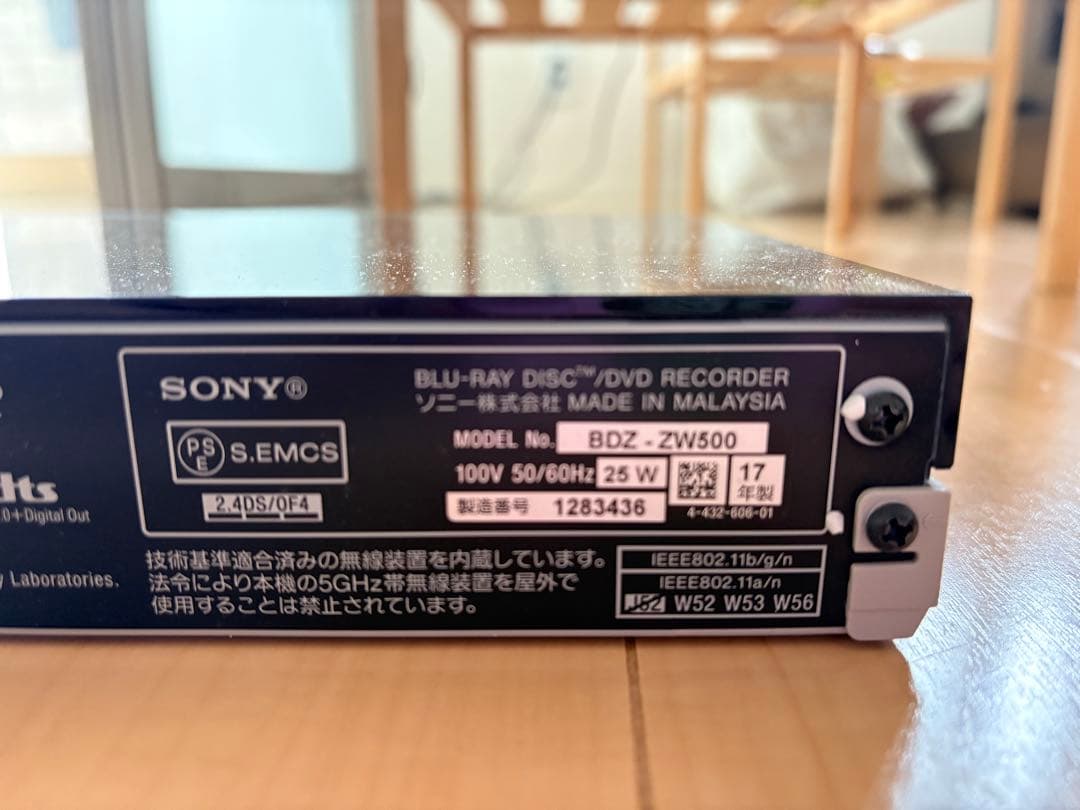 SONY®
BLU-RAY DISC™/DVD RECORDER
ソニー株式会社 MADE IN MALAYSIA
PSE S.EMCS
MODEL No. BDZ - ZW500
100V 50/60Hz 25 W
17年製
2.4DS/OF4
製造番号 1283436
4-432-606-01
.0+Digital Out
y Laboratories.
技術基準適合済みの無線装置を内蔵しています。
法令により本機の5GHz帯無線装置を屋外で
使用することは禁止されています。
IEEE802.11b/g/n
IEEE802.11a/n
J52 W52 W53 W56